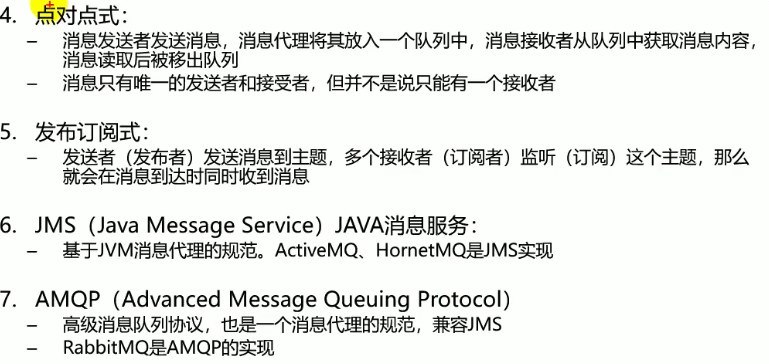 4. 点对点式:
– 消息发送者发送消息，消息代理将其放入一个队列中，消息接收者从队列中获取消息内容，
消息读取后被移出队列
– 消息只有唯一的发送者和接受者，但并不是说只能有一个接收者
5. 发布订阅式:
– 发送者（发布者）发送消息到主题，多个接收者（订阅者）监听（订阅）这个主题，那么
就会在消息到达时同时收到消息
6. JMS（Java Message Service）JAVA消息服务:
– 基于JVM消息代理的规范。ActiveMQ、HornetMQ是JMS实现
7. AMQP（Advanced Message Queuing Protocol）
– 高级消息队列协议，也是一个消息代理的规范，兼容JMS
– RabbitMQ是AMQP的实现